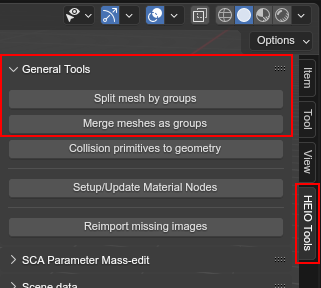 Options
General Tools
Split mesh by groups
Merge meshes as groups
Collision primitives to geometry
Setup/Update Material Nodes
Reimport missing images
SCA Parameter Mass-edit
Scene data
Item
Tool
View
HEIO Tools